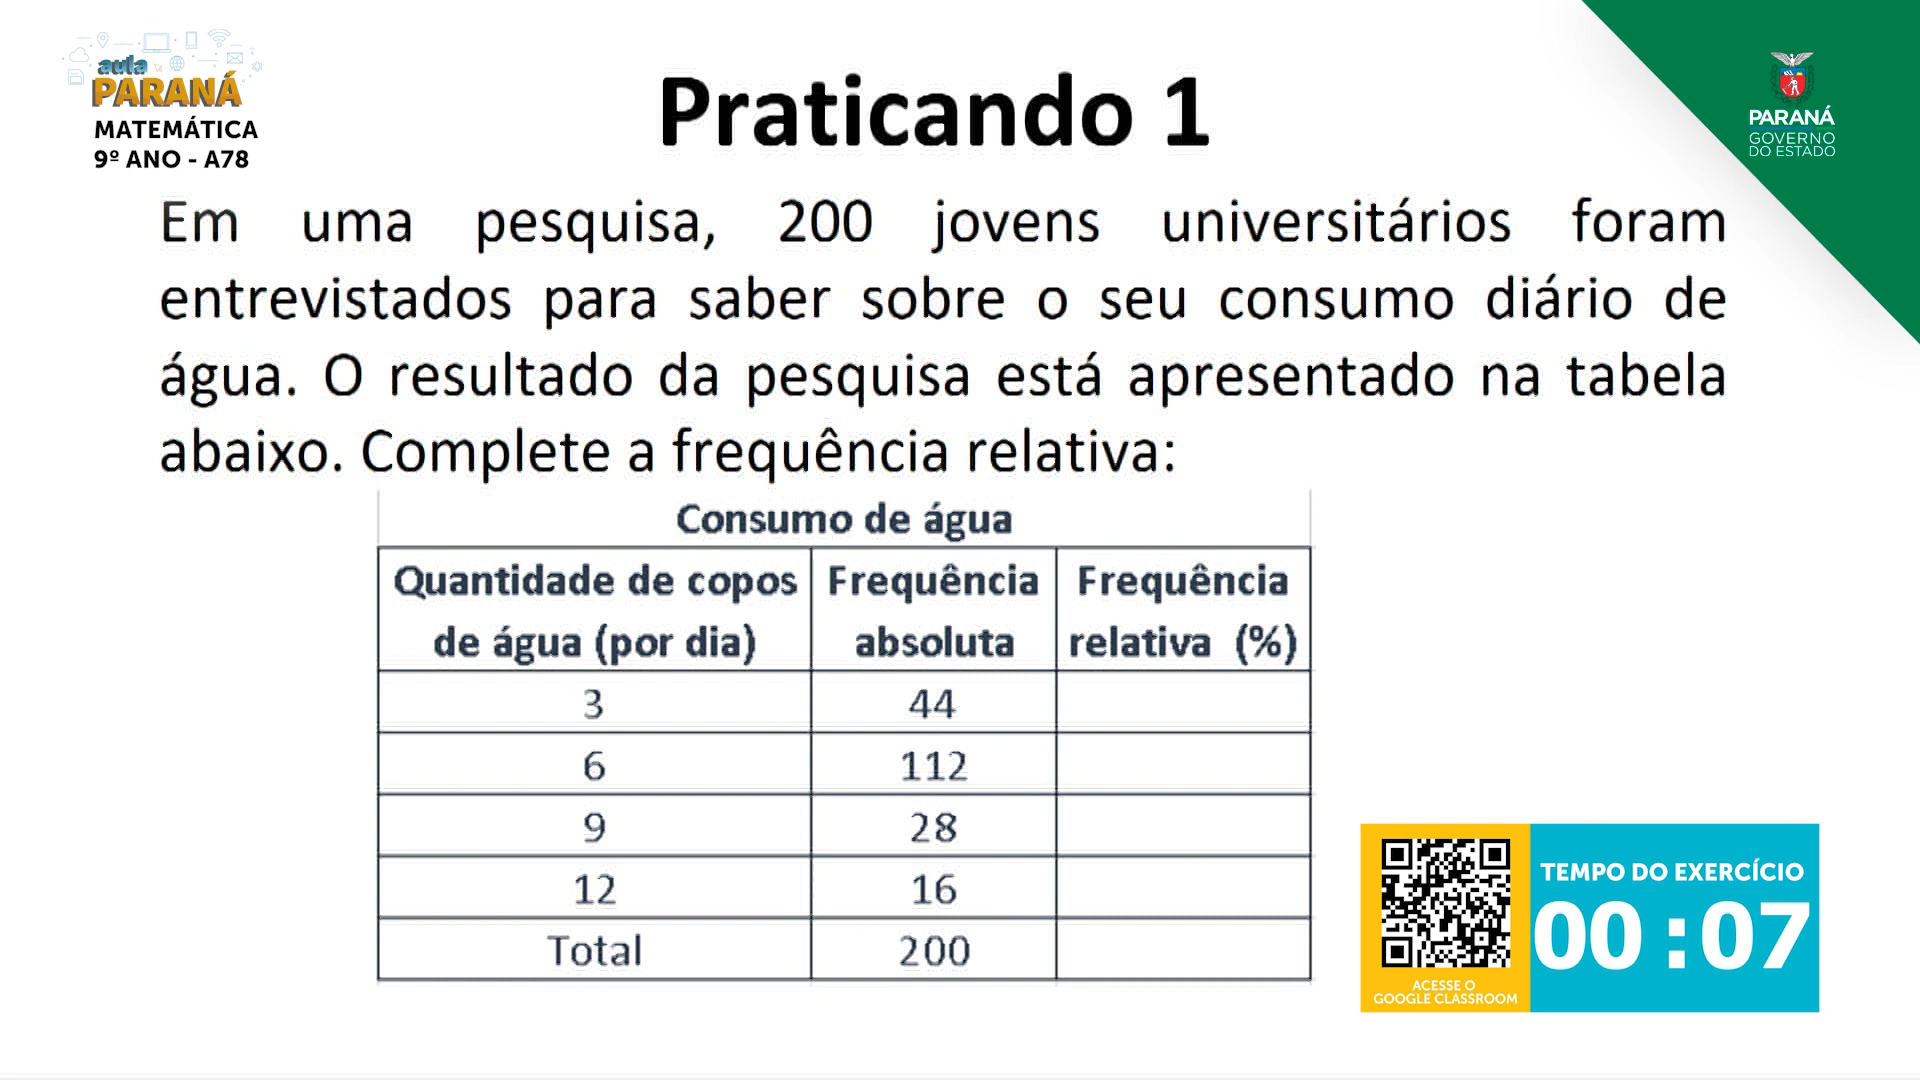 aula
PARANÁ
MATEMÁTICA
9º ANO - A78
Praticando 1
PARANÁ
GOVERNO
DO ESTADO
Em uma pesquisa, 200 jovens universitários foram
entrevistados para saber sobre o seu consumo diário de
água. O resultado da pesquisa está apresentado na tabela
abaixo. Complete a frequência relativa:
Consumo de água
Quantidade de copos de água (por dia) Frequência absoluta Frequência relativa (%)
3 44
6 112
9 28
12 16
Total 200
TEMPO DO EXERCÍCIO
00:07
ACESSE O
GOOGLE CLASSROOM